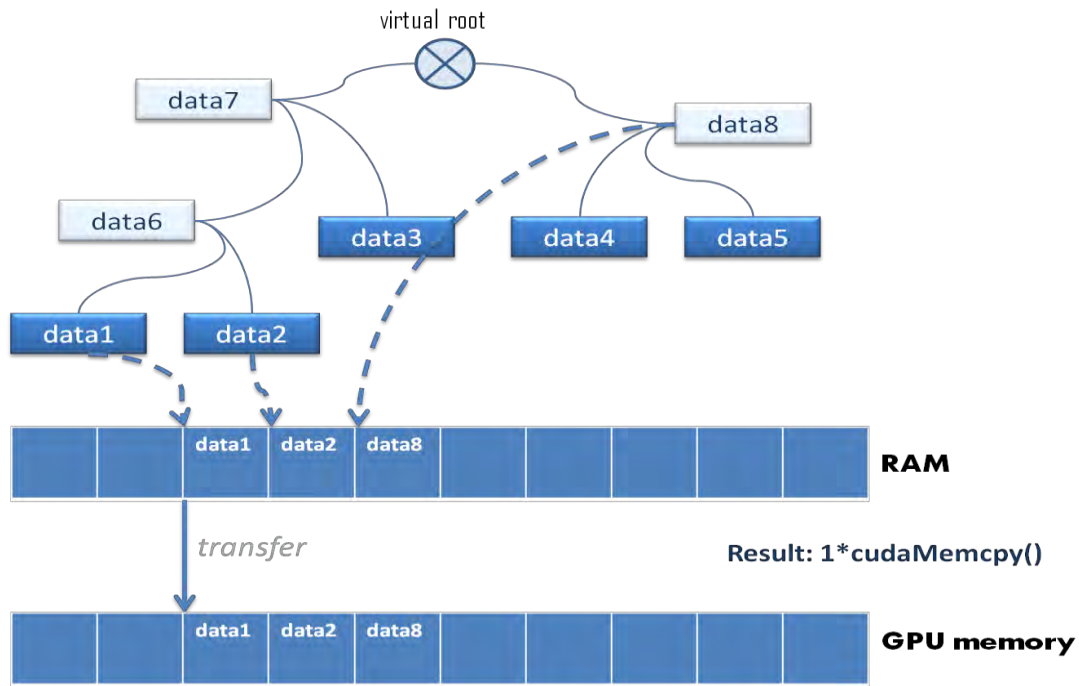 virtual root
data7
data8
data6
data3
data4
data5
data1
data2
data1 data2 data8
RAM
transfer
Result: 1*cudaMemcpy()
data1 data2 data8
GPU memory